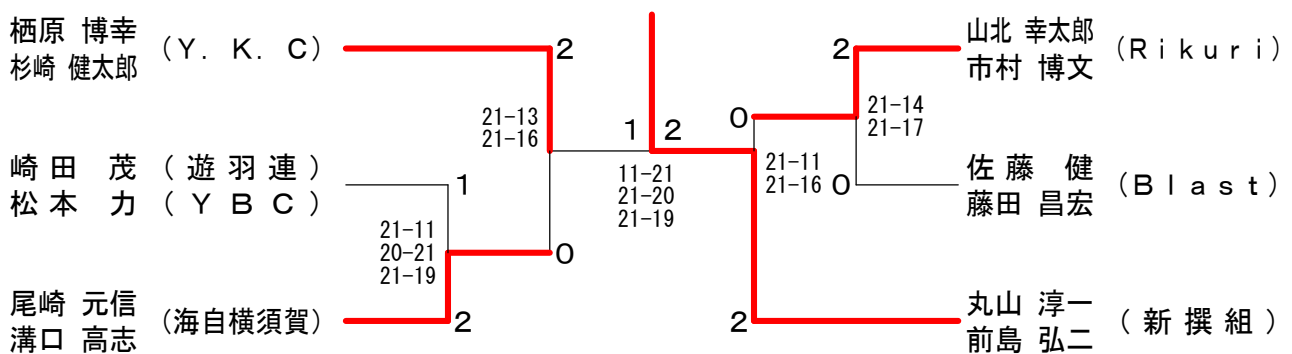 栖原 博幸
杉崎 健太郎
(Y. K. C)
2
21-13
21-16
崎田 茂 (遊羽連)
松本 力 (YBC)
1
21-11
20-21
21-19
0
尾崎 元信
溝口 高志
(海自横須賀)
2
1 2
11-21
21-20
21-19
山北 幸太郎
市村 博文
(Rikuri)
2
21-14
21-17
0
21-11
21-16
0
佐藤 健
藤田 昌宏
(Blast)
2
丸山 淳一
前島 弘二
(新撰組)